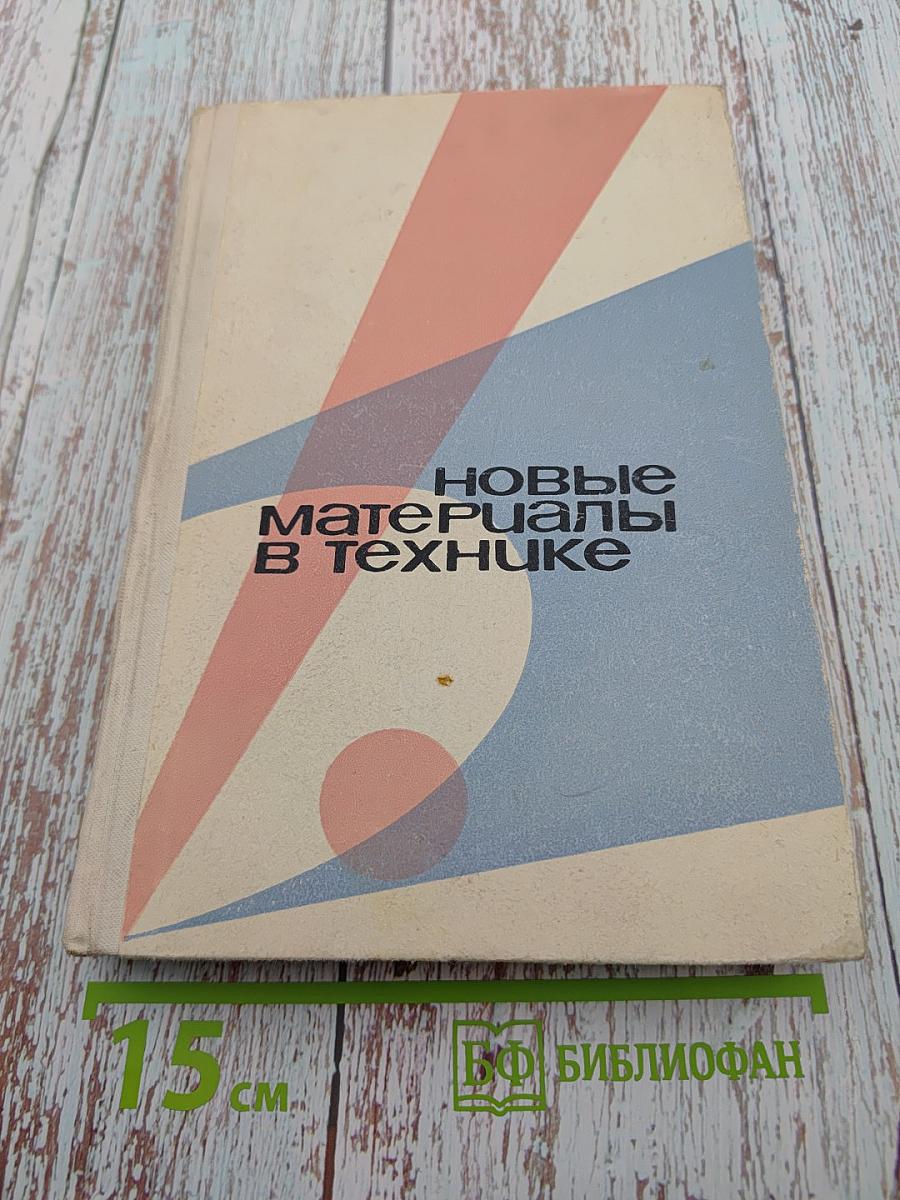 новые
материалы
в технике
15 см
БФ БИБЛИОФАН